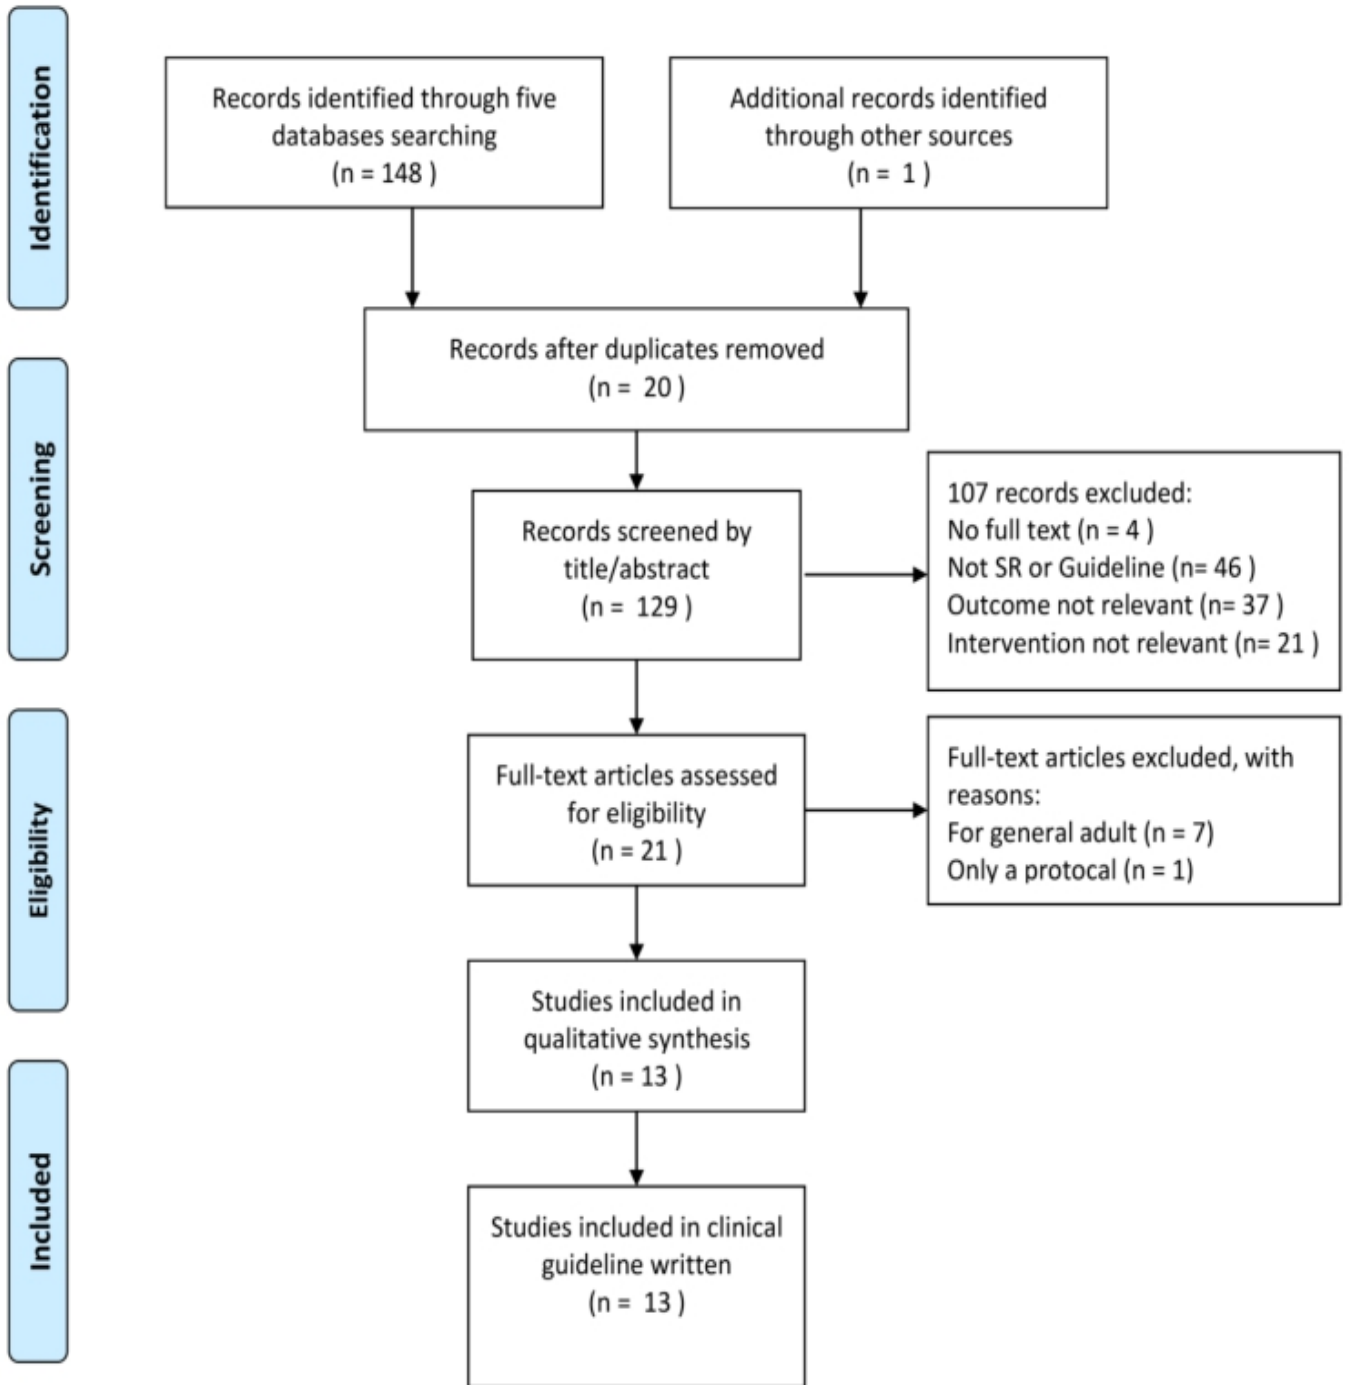 Identification
Records identified through five
databases searching
(n = 148 )
Additional records identified
through other sources
(n =  1 )
Records after duplicates removed
(n =  20 )
Screening
Records screened by
title/abstract
(n =  129 )
107 records excluded:
No full text (n = 4 )
Not SR or Guideline (n= 46 )
Outcome not relevant (n= 37 )
Intervention not relevant (n= 21 )
Eligibility
Full-text articles assessed
for eligibility
(n = 21 )
Full-text articles excluded, with
reasons:
For general adult (n = 7)
Only a protocal (n = 1)
Studies included in
qualitative synthesis
(n = 13 )
Included
Studies included in clinical
guideline written
(n =  13 )